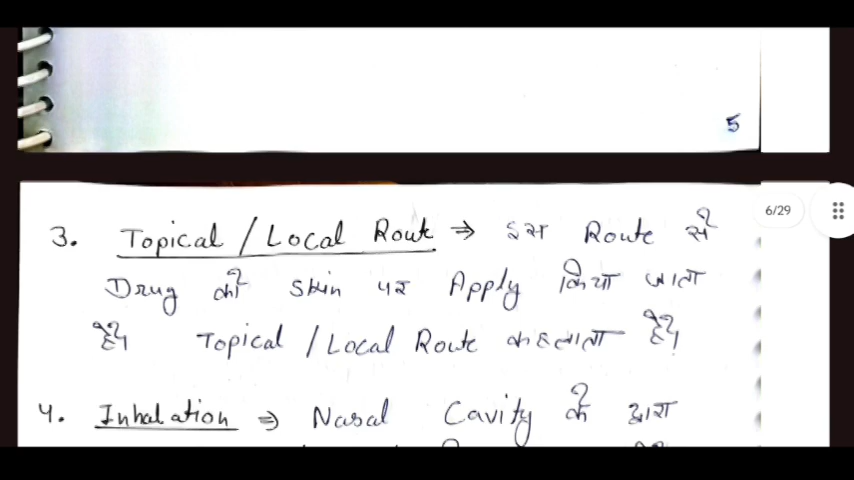 5
6/29
3. Topical / Local Route ⇒ इस Route से
Drug को Skin पर Apply किया जाता
है, Topical / Local Route कहलाता है,
4. Inhalation ⇒ Nasal Cavity के द्वारा